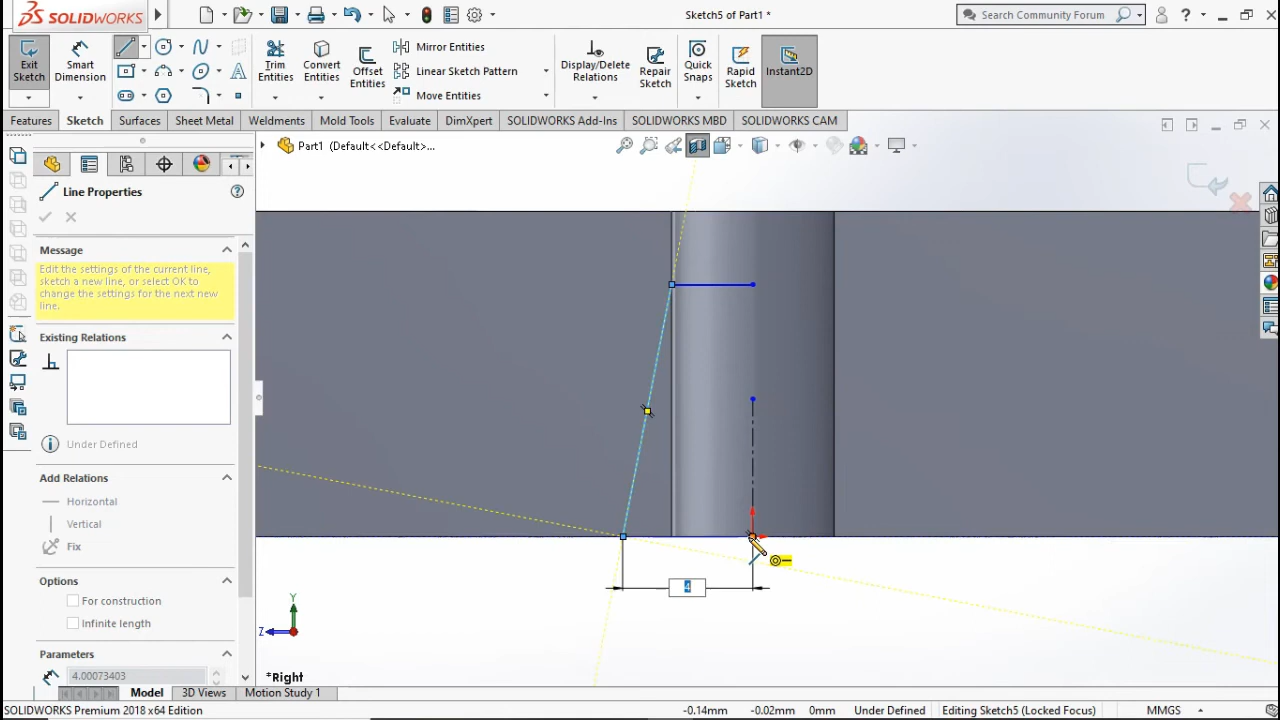 SOLIDWORKS
Sketch5 of Part1 *
Search Community Forum
?
Exit Sketch
Smart Dimension
Trim Entities
Convert Entities
Offset Entities
Mirror Entities
Linear Sketch Pattern
Move Entities
Display/Delete Relations
Repair Sketch
Quick Snaps
Rapid Sketch
Instant2D
Features
Sketch
Surfaces
Sheet Metal
Weldments
Mold Tools
Evaluate
DimXpert
SOLIDWORKS Add-Ins
SOLIDWORKS MBD
SOLIDWORKS CAM
Part1 (Default<<Default>...
Line Properties
?
Message
Edit the settings of the current line,
sketch a new line, or select OK to
change the settings for the next new
line.
Existing Relations
Under Defined
Add Relations
Horizontal
Vertical
Fix
Options
For construction
Infinite length
Parameters
4.00073403
4
Y
Z
*Right
Model
3D Views
Motion Study 1
SOLIDWORKS Premium 2018 x64 Edition
-0.14mm
-0.02mm
0mm
Under Defined
Editing Sketch5 (Locked Focus)
MMGS